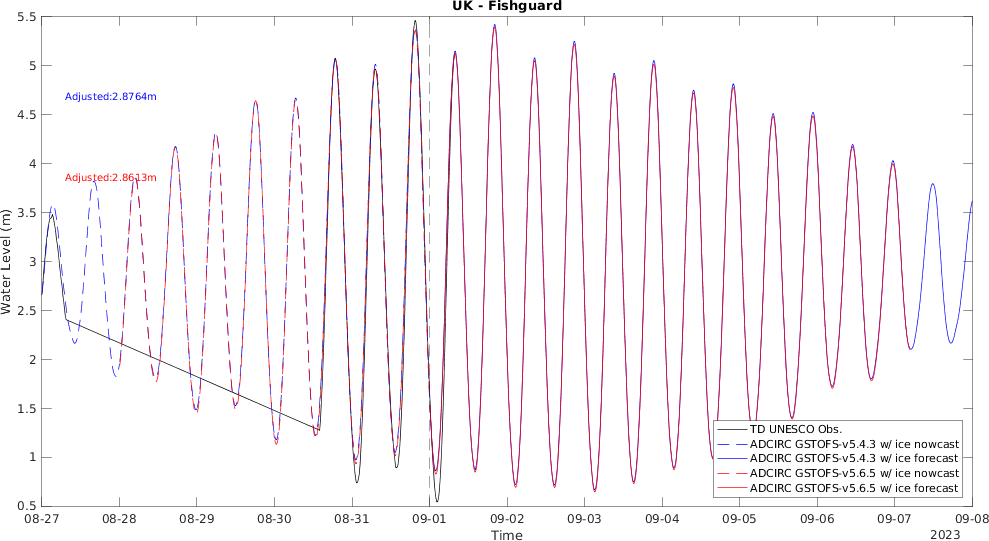 UK - Fishguard
5.5
5
4.5
4
3.5
3
2.5
2
1.5
1
0.5
Water Level (m)
Adjusted:2.8764m
Adjusted:2.8613m
TD UNESCO Obs.
ADCIRC GSTOFS-v5.4.3 w/ ice nowcast
ADCIRC GSTOFS-v5.4.3 w/ ice forecast
ADCIRC GSTOFS-v5.6.5 w/ ice nowcast
ADCIRC GSTOFS-v5.6.5 w/ ice forecast
08-27 08-28 08-29 08-30 08-31 09-01 09-02 09-03 09-04 09-05 09-06 09-07 09-08
Time
2023